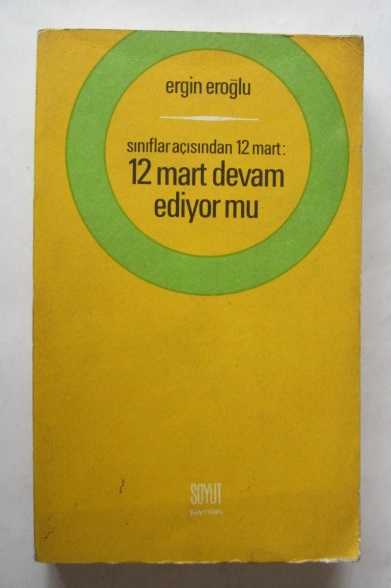 ergin eroğlu
sınıflar açısından 12 mart:
12 mart devam
ediyor mu
SOYUT